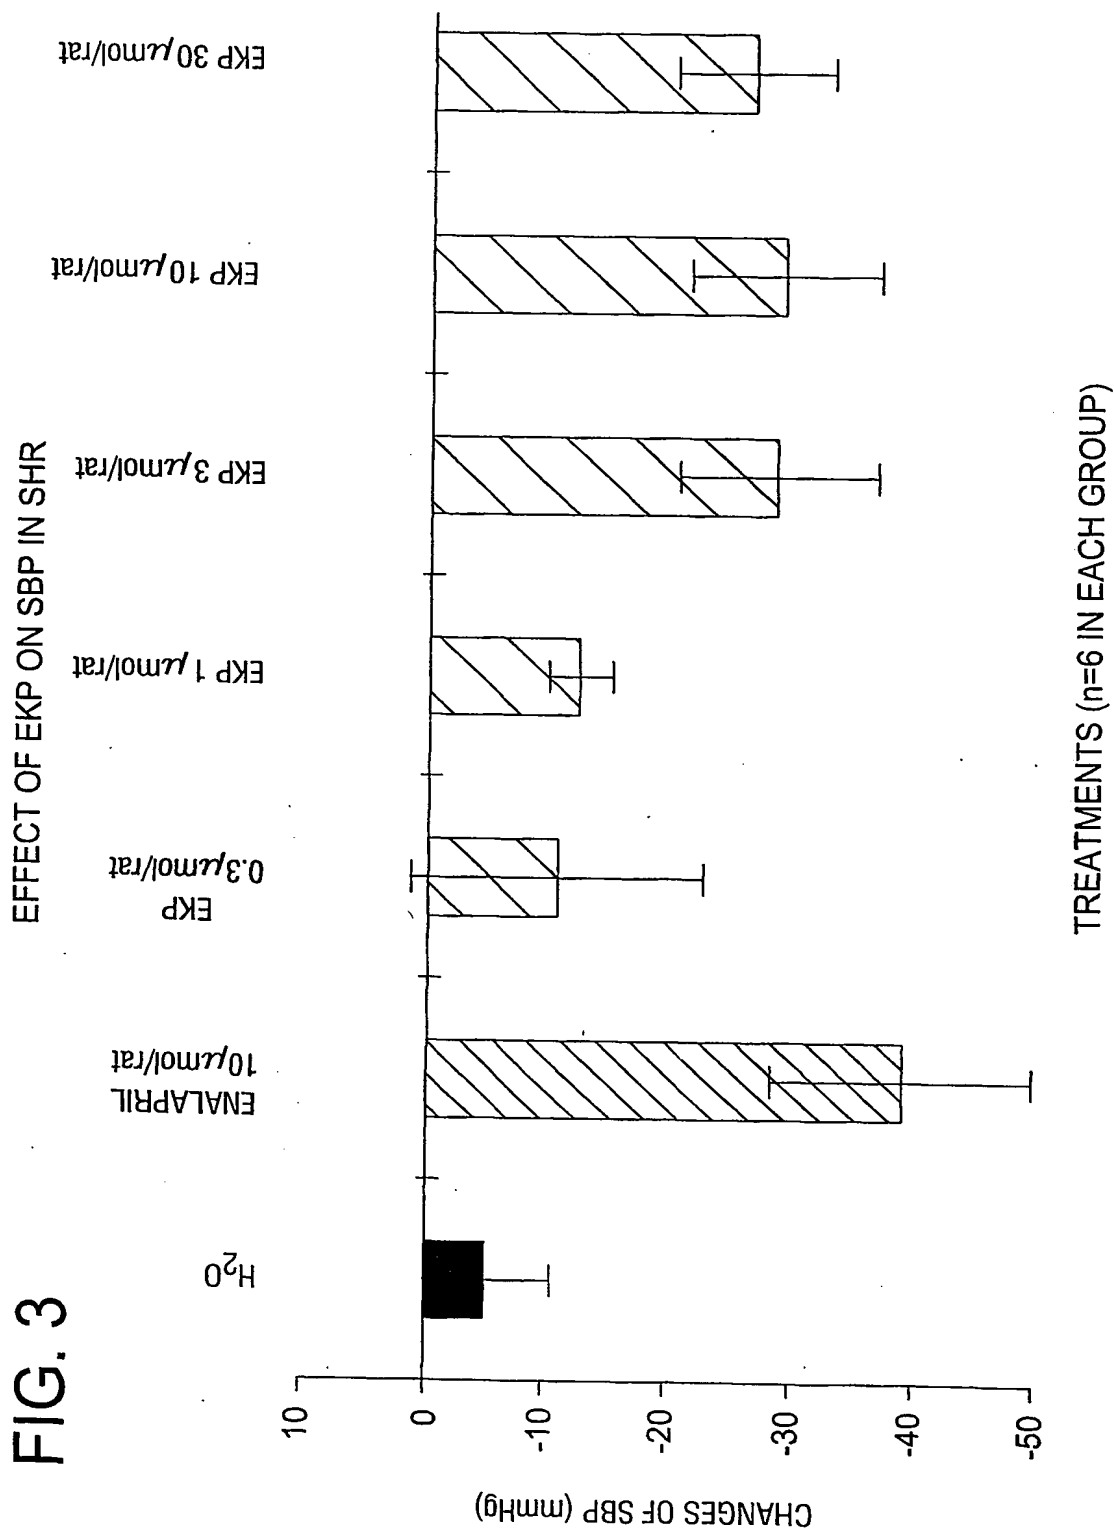 FIG. 3
EFFECT OF EKP ON SBP IN SHR
H₂O
ENALAPRIL
10μmol/rat
EKP
0.3μmol/rat
EKP 1μmol/rat
EKP 3μmol/rat
EKP 10μmol/rat
EKP 30μmol/rat
10
0
-10
-20
-30
-40
-50
CHANGES OF SBP (mmHg)
TREATMENTS (n=6 IN EACH GROUP)